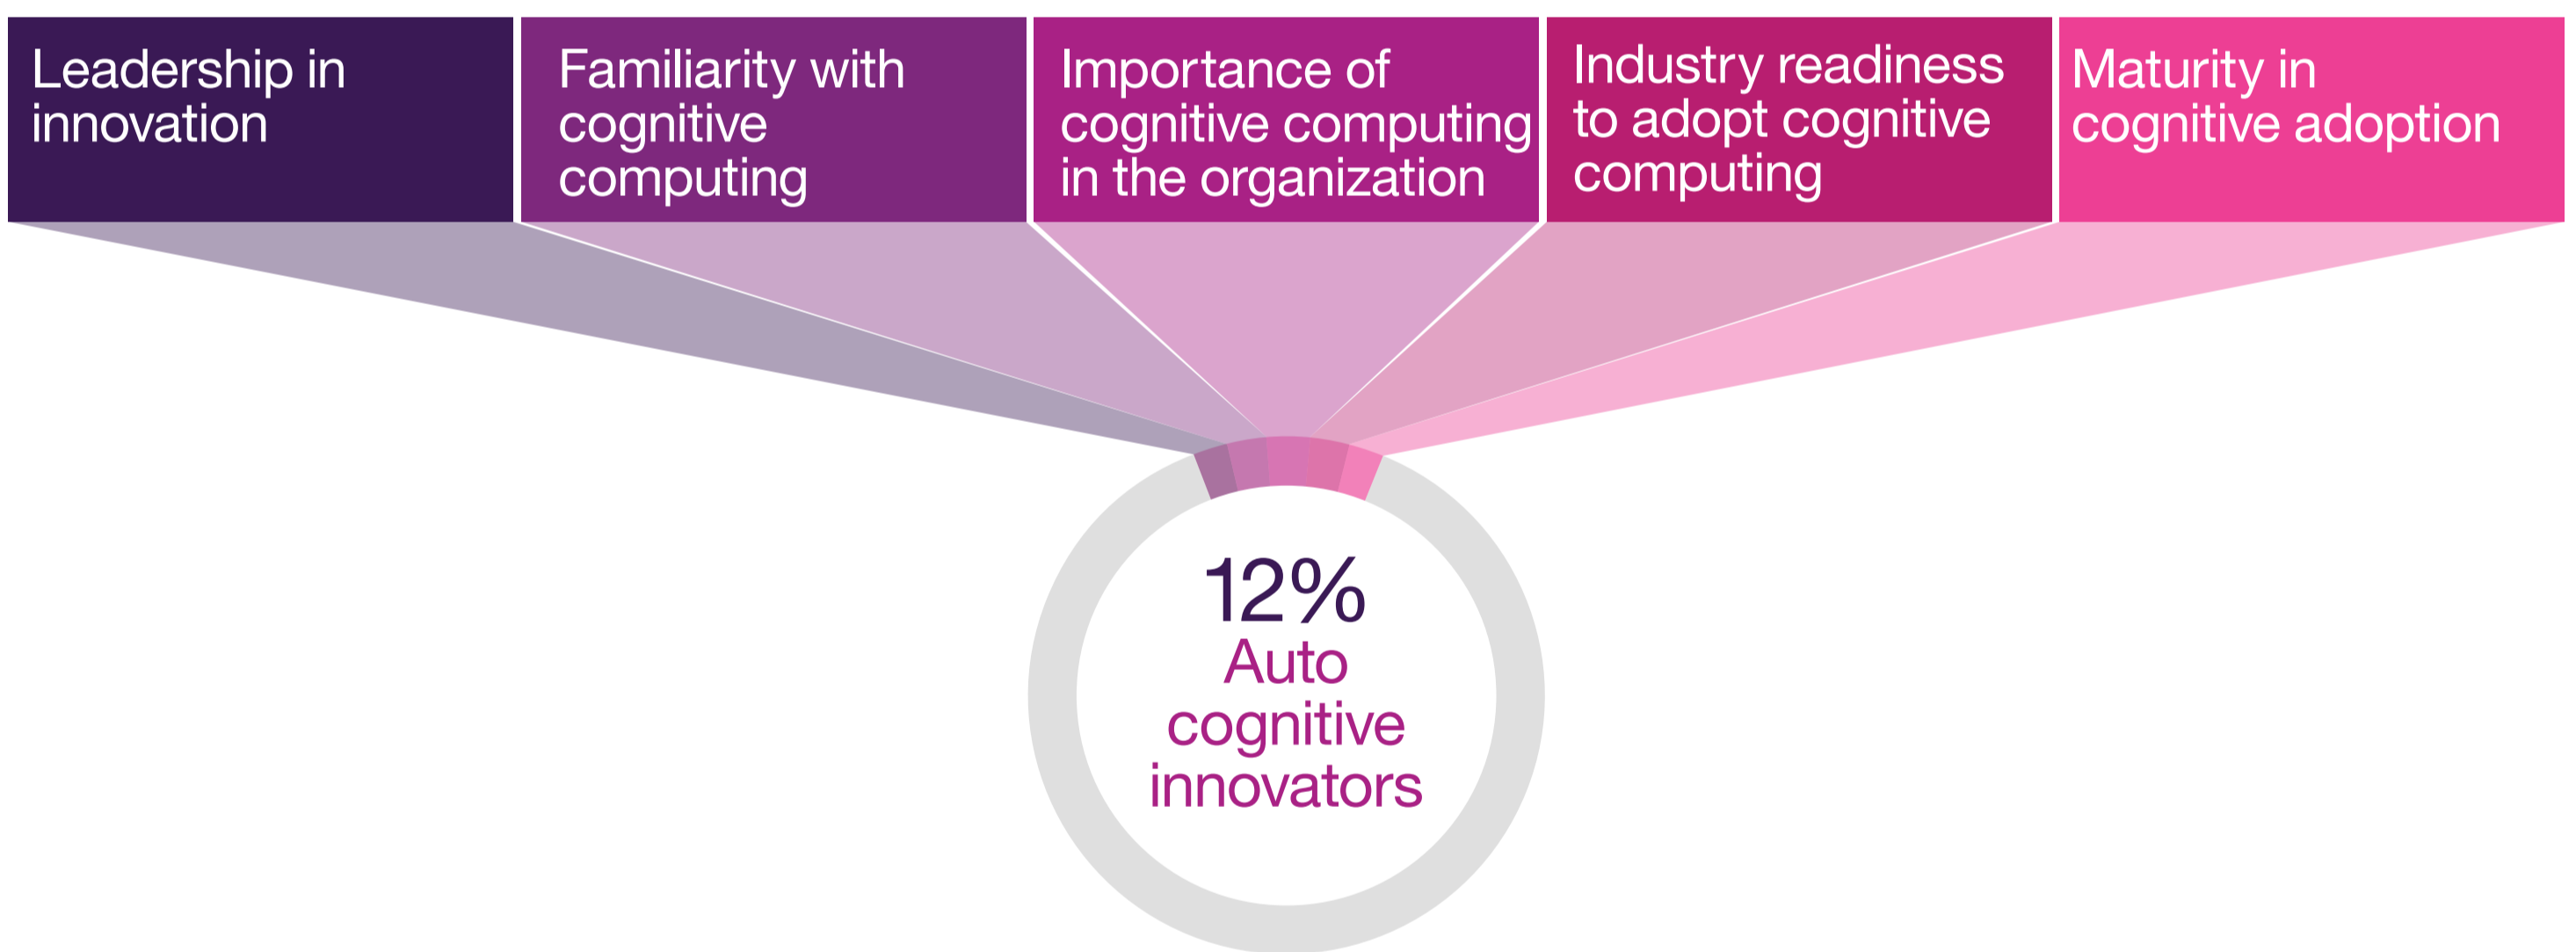 Leadership in
innovation
Familiarity with
cognitive
computing
Importance of
cognitive computing
in the organization
Industry readiness
to adopt cognitive
computing
Maturity in
cognitive adoption
12%
Auto
cognitive
innovators